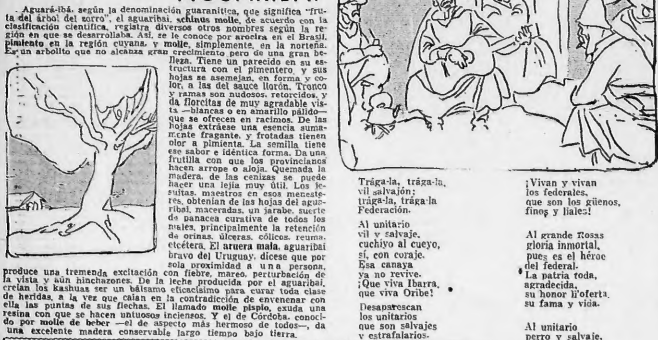 Aguará-ibá, según la denominación guaranítica, que significa "fru-
ta del árbol del zorro", el aguaribai, schinus molle, de acuerdo con la
clasificación científica, registra diversos otros nombres según la re-
gión en que se desarrollaba. Así, se le conoce por aroeira en el Brasil,
pimiento en la región cuyana, y molle, simplemente, en la norteña.
Es un arbolito que no alcanza gran crecimiento pero de una gran be-
lleza. Tiene un parecido en su es-
tructura con el pimentero, y sus
hojas se asemejan, en forma y co-
lor, a las del sauce llorón. Tronco
y ramas son nudosos, retorcidos, y
da florcitas de muy agradable vis-
ta —blancas o en amarillo pálido—
que se ofrecen en racimos. De las
hojas extráese una esencia suma-
mente fragante, y frotadas tienen
olor a pimienta. La semilla tiene
ese sabor e idéntica forma. Da una
frutilla con que los provincianos
hacen arrope o aloja. Quemada la
madera, de las cenizas se puede
hacer una lejía muy útil. Los je-
suítas, maestros en esos meneste-
res, obtenían de las hojas del agua-
ribai, maceradas, un jarabe, suerte
de panacea curativa de todos los
males, principalmente la retención
de orinas, úlceras, cólicos, reuma,
etcétera. El aruera mala, aguaribai
bravo del Uruguay, dícese que por
sola proximidad a una persona,
produce una tremenda excitación con fiebre, mareo, perturbación de
la vista y aún hinchazones. De la leche producida por el aguaribai,
creían los kashuas ser un bálsamo eficacísimo para curar toda clase
de heridas, a la vez que caían en la contradicción de envenenar con
ella las puntas de sus flechas. El llamado molle pispio, exuda una
resina con que se hacen untuosos inciensos. Y el de Córdoba, conoci-
do por molle de beber —el de aspecto más hermoso de todos—, da
una excelente madera conservable largo tiempo bajo tierra.
Trága-la, trága-la,
vil salvajón;
trága-la, trága-la
Federación.
Al unitario
vil y salvaje,
cuchiyo al cueyo,
sí, con coraje.
Esa canaya
ya no revive.
¡Que viva Ibarra,
que viva Oribe!
Desaparescan
los unitarios
que son salvajes
y estrafalarios.
¡Vivan y vivan
los federales,
que son los güenos,
finos y liales!
Al grande Rosas
gloria inmortal,
pues es el héroe
del federal.
La patria toda,
agradecida,
su honor l'oferta,
su fama y vida.
Al unitario
perro y salvaje,